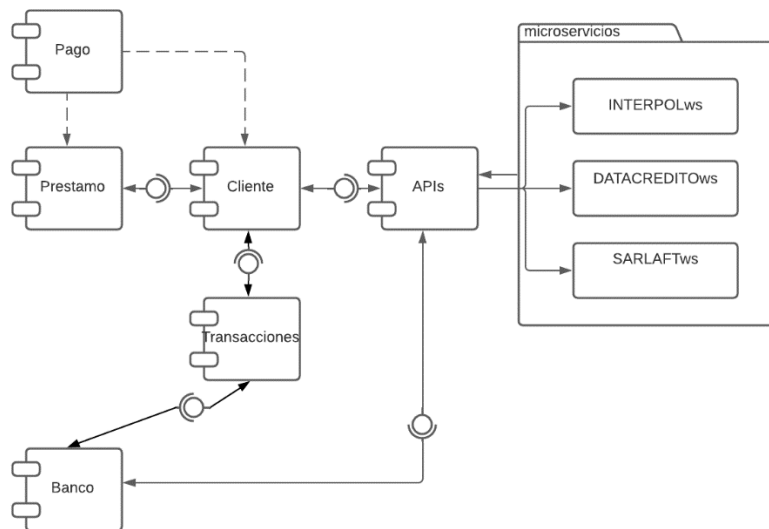 microservicios
Pago
INTERPOLws
Prestamo
Cliente
APIs
DATACREDITOws
SARLAFTws
Transacciones
Banco